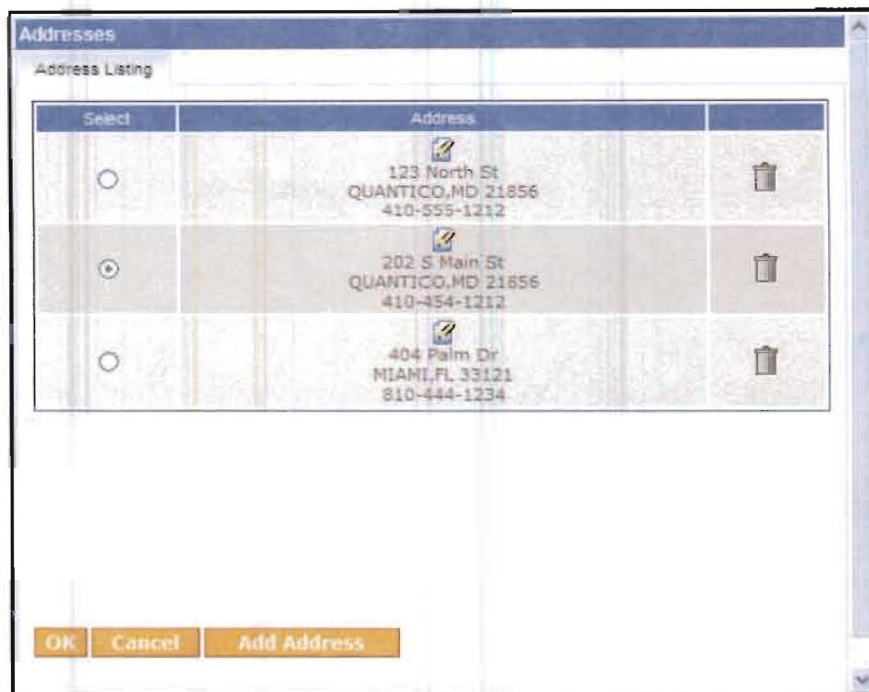 Addresses
Address Listing
Select Address
123 North St
QUANTICO,MD 21856
410-555-1212
202 S Main St
QUANTICO,MD 21856
410-454-1212
404 Palm Dr
MIAMI,FL 33121
810-444-1234
OK Cancel Add Address